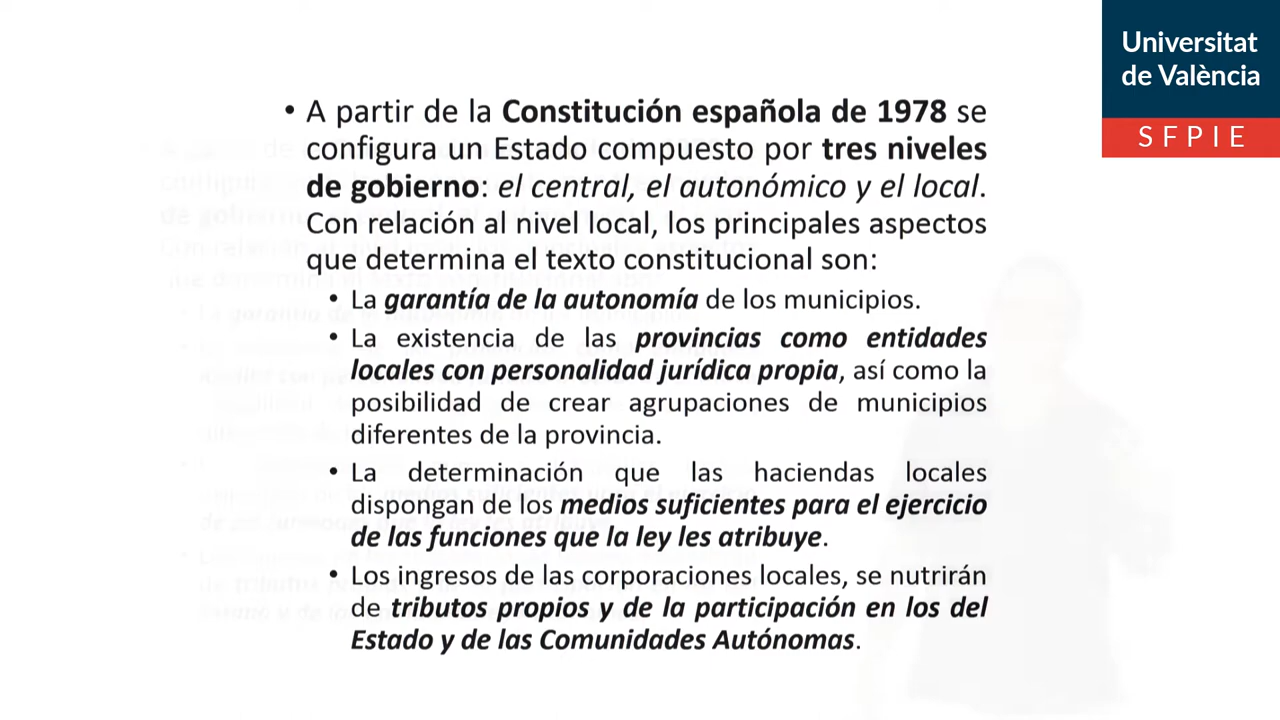 Universitat
de València
SFPIE
• A partir de la Constitución española de 1978 se
configura un Estado compuesto por tres niveles
de gobierno: el central, el autonómico y el local.
Con relación al nivel local, los principales aspectos
que determina el texto constitucional son:
• La garantía de la autonomía de los municipios.
• La existencia de las provincias como entidades
locales con personalidad jurídica propia, así como la
posibilidad de crear agrupaciones de municipios
diferentes de la provincia.
• La determinación que las haciendas locales
dispongan de los medios suficientes para el ejercicio
de las funciones que la ley les atribuye.
• Los ingresos de las corporaciones locales, se nutrirán
de tributos propios y de la participación en los del
Estado y de las Comunidades Autónomas.